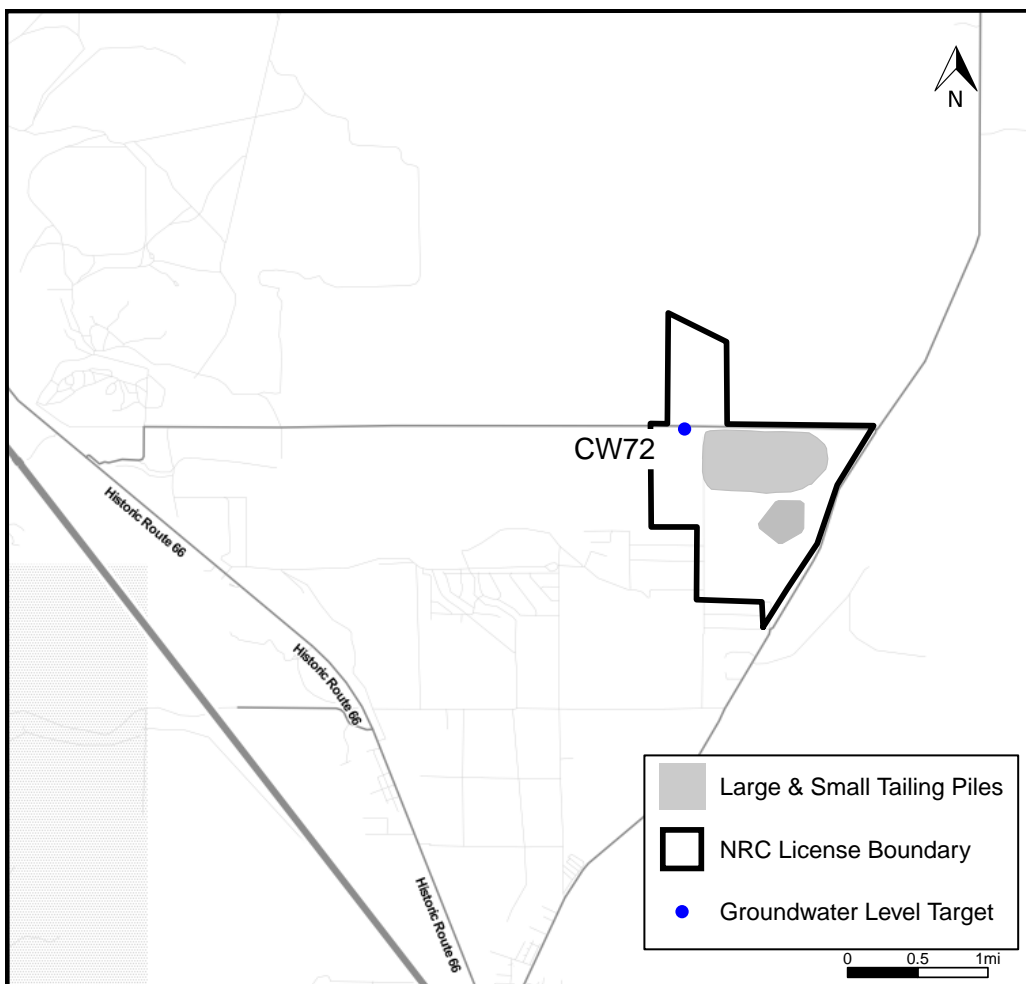 N
CW72
Historic Route 66
Historic Route 66
Historic Route 66
Large & Small Tailing Piles
NRC License Boundary
Groundwater Level Target
0 0.5 1mi